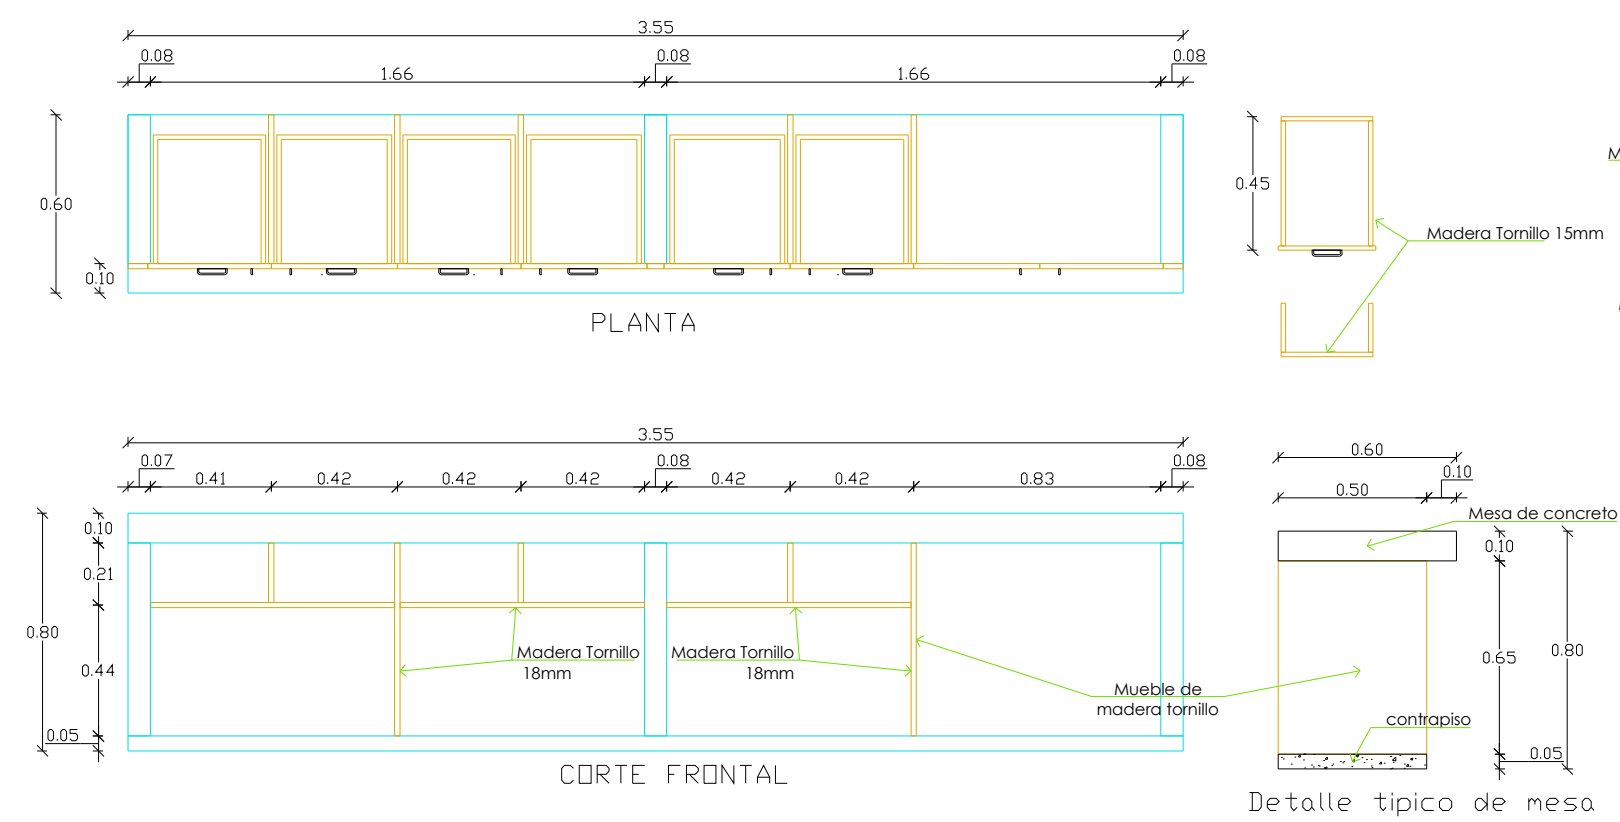 3.55
0.08
0.08
0.08
1.66
1.66
0.60
0.10
0.45
Madera Tornillo 15mm
M
PLANTA
3.55
0.07
0.08
0.08
0.41
0.42
0.42
0.42
0.42
0.42
0.83
0.10
0.21
0.80
0.44
0.05
Madera Tornillo
18mm
Madera Tornillo
18mm
Mueble de
madera tornillo
CORTE FRONTAL
0.60
0.10
0.50
Mesa de concreto
0.10
0.65
0.80
contrapiso
0.05
Detalle tipico de mesa